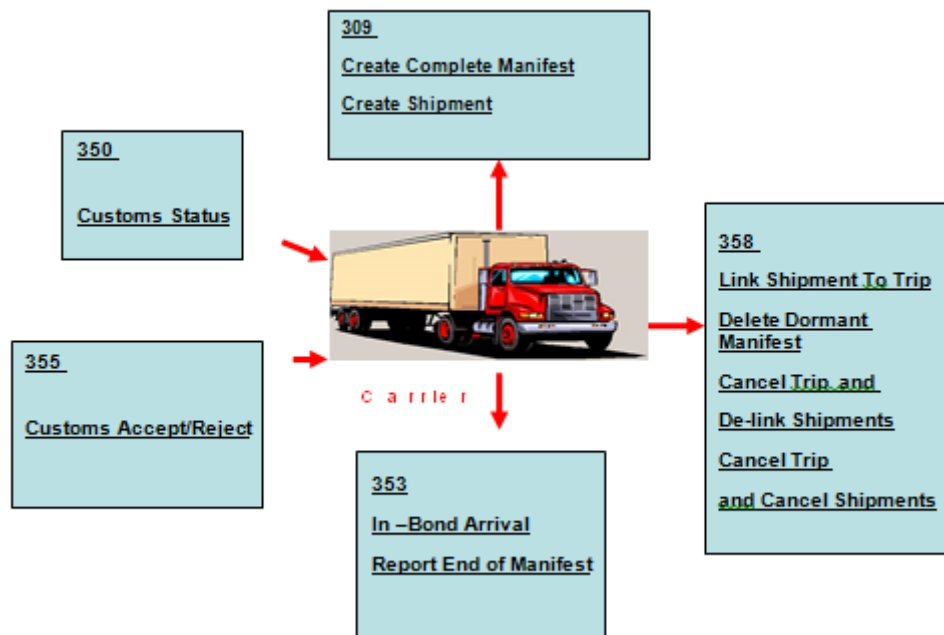 309
Create Complete Manifest
Create Shipment
350
Customs Status
358
Link Shipment To Trip
Delete Dormant
Manifest
Cancel Trip and
De-link Shipments
Cancel Trip
and Cancel Shipments
355
Customs Accept/Reject
Carrier
353
In –Bond Arrival
Report End of Manifest